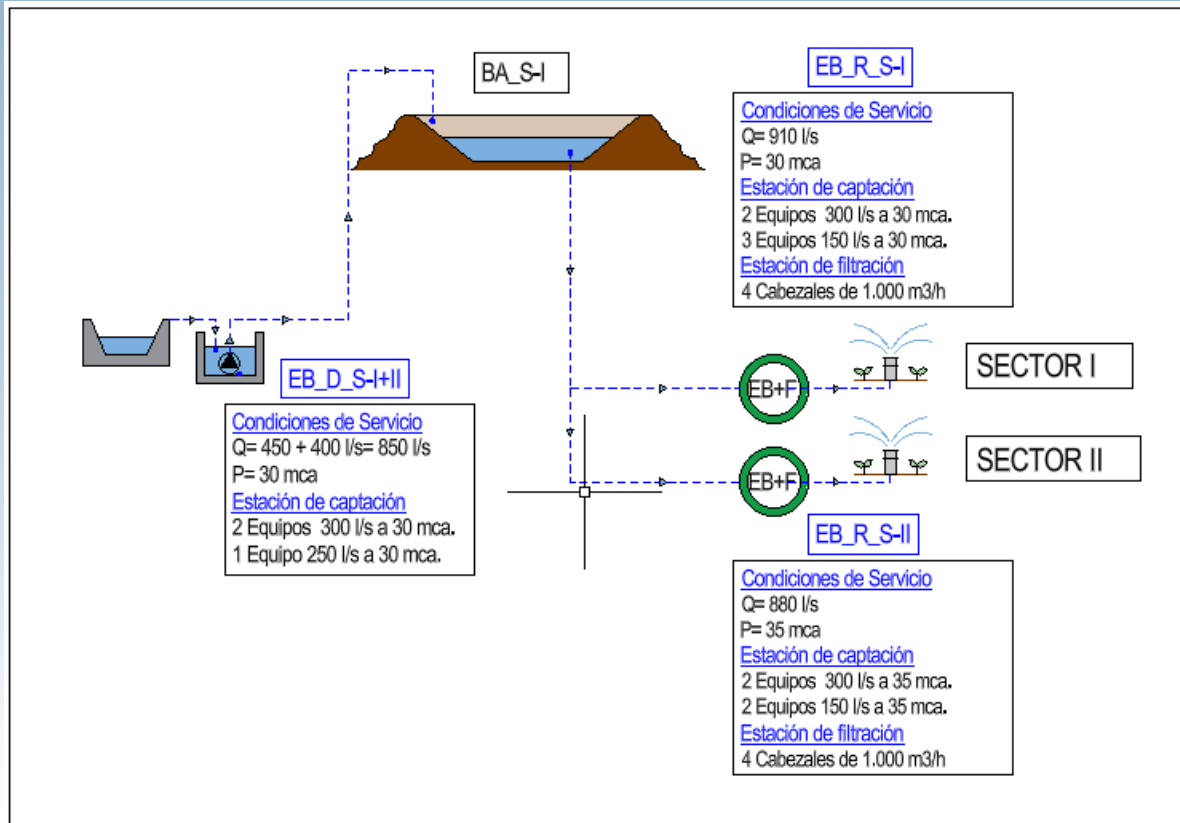 BA_S-I
EB_R_S-I
Condiciones de Servicio
Q= 910 l/s
P= 30 mca
Estación de captación
2 Equipos 300 l/s a 30 mca.
3 Equipos 150 l/s a 30 mca.
Estación de filtración
4 Cabezales de 1.000 m3/h
EB_D_S-I+II
Condiciones de Servicio
Q= 450 + 400 l/s= 850 l/s
P= 30 mca
Estación de captación
2 Equipos 300 l/s a 30 mca.
1 Equipo 250 l/s a 30 mca.
EB+F
SECTOR I
EB+F
SECTOR II
EB_R_S-II
Condiciones de Servicio
Q= 880 l/s
P= 35 mca
Estación de captación
2 Equipos 300 l/s a 35 mca.
2 Equipos 150 l/s a 35 mca.
Estación de filtración
4 Cabezales de 1.000 m3/h